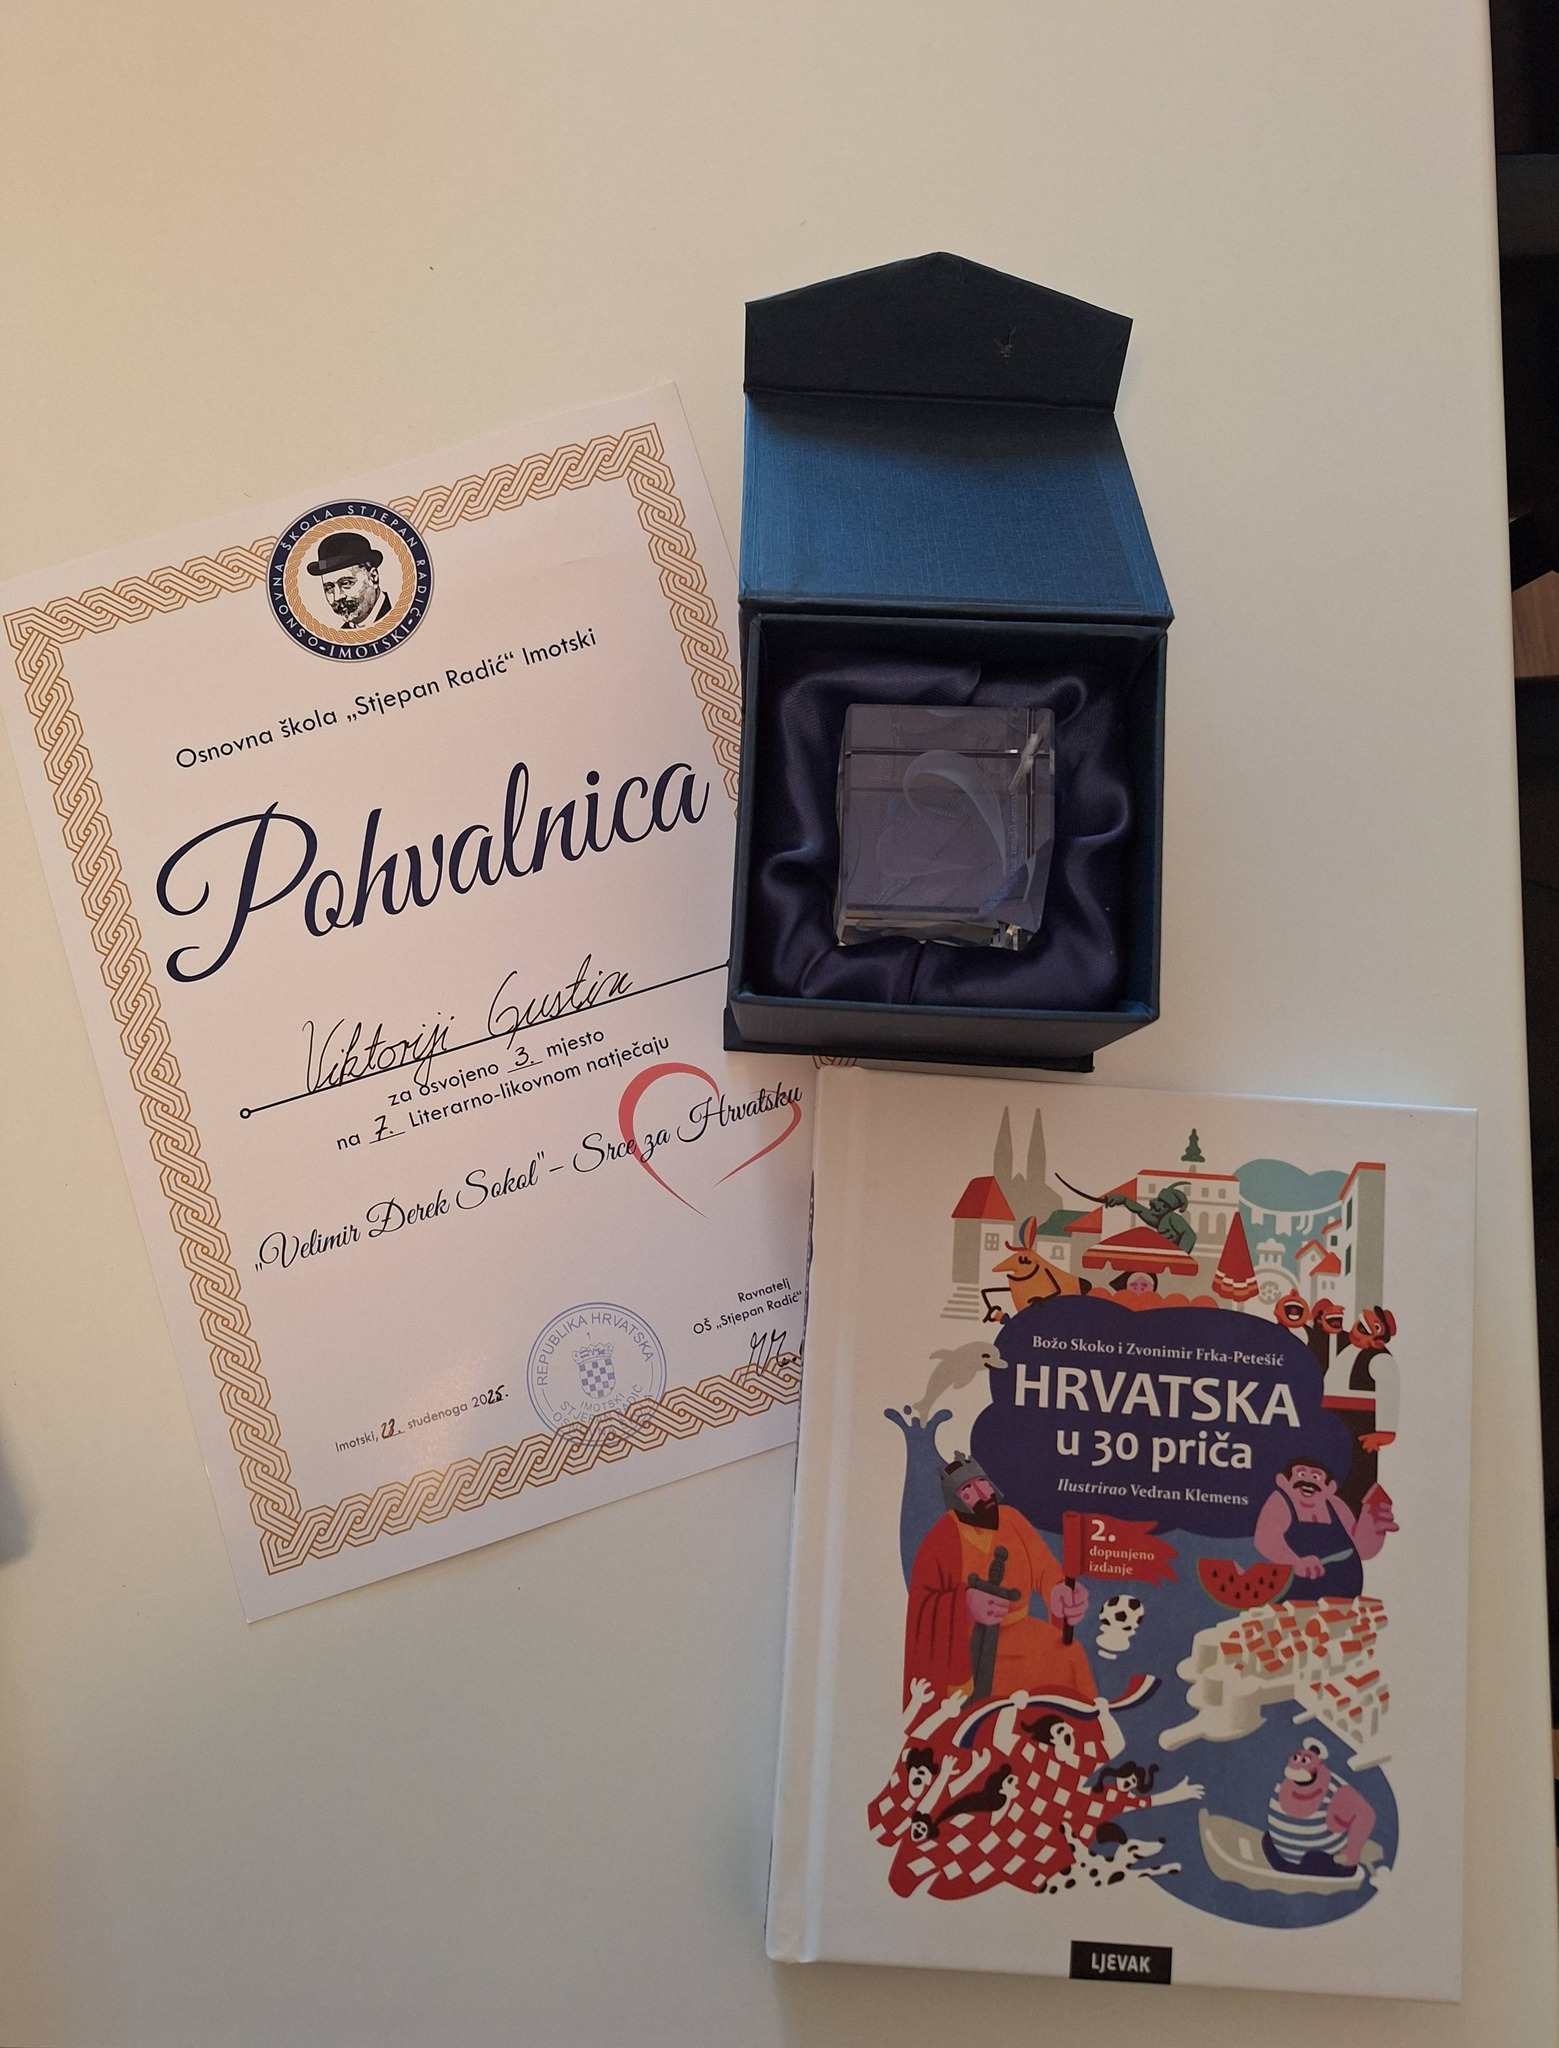 OSNOVNA ŠKOLA STJEPAN RADIĆ
IMOTSKI
Osnovna škola „Stjepan Radić“ Imotski
Pohvalnica
Viktoriji Gustin
za osvojeno 3. mjesto
na 7. Literarno-likovnom natječaju
„Velimir Đerek Sokol“ – Srce za Hrvatsku
Ravnatelj
OŠ „Stjepan Radić“
REPUBLIKA HRVATSKA
1
IMOTSKI
Imotski, 23. studenoga 2025.
Božo Skoko i Zvonimir Frka-Petešić
HRVATSKA
u 30 priča
Ilustrirao Vedran Klemens
2.
dopunjeno
izdanje
LJEVAK